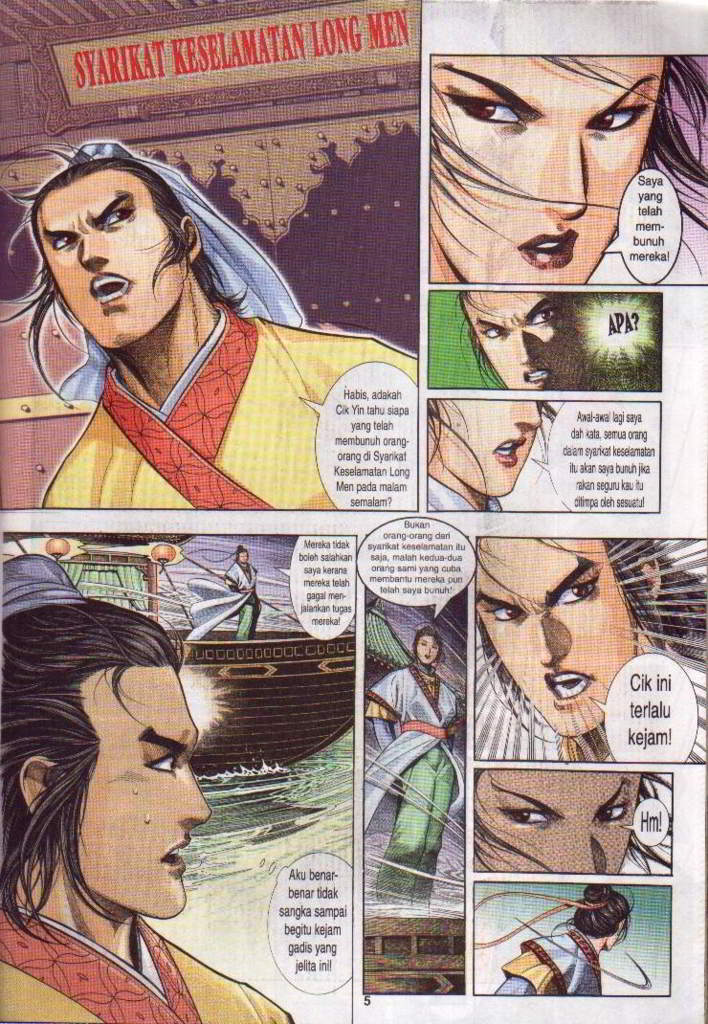 SYARIKAT KESELAMATAN LONG MEN
Habis, adakah
Cik Yin tahu siapa
yang telah
membunuh orang-
orang di Syarikat
Keselamatan Long
Men pada malam
semalam?
Saya
yang
telah
mem-
bunuh
mereka!
APA?
Awal-awal lagi saya
dah kata, semua orang
dalam syarikat keselamatan
itu akan saya bunuh jika
rakan seguru kau itu
ditimpa oleh sesuatu!
Mereka tidak
boleh salahkan
saya kerana
mereka telah
gagal men-
jalankan tugas
mereka!
Aku benar-
benar tidak
sangka sampai
begitu kejam
gadis yang
jelita ini!
Bukan
orang-orang dari
syarikat keselamatan itu
saja, malah kedua-dua
orang sami yang cuba
membantu mereka pun
telah saya bunuh!
Cik ini
terlalu
kejam!
Hm!
5